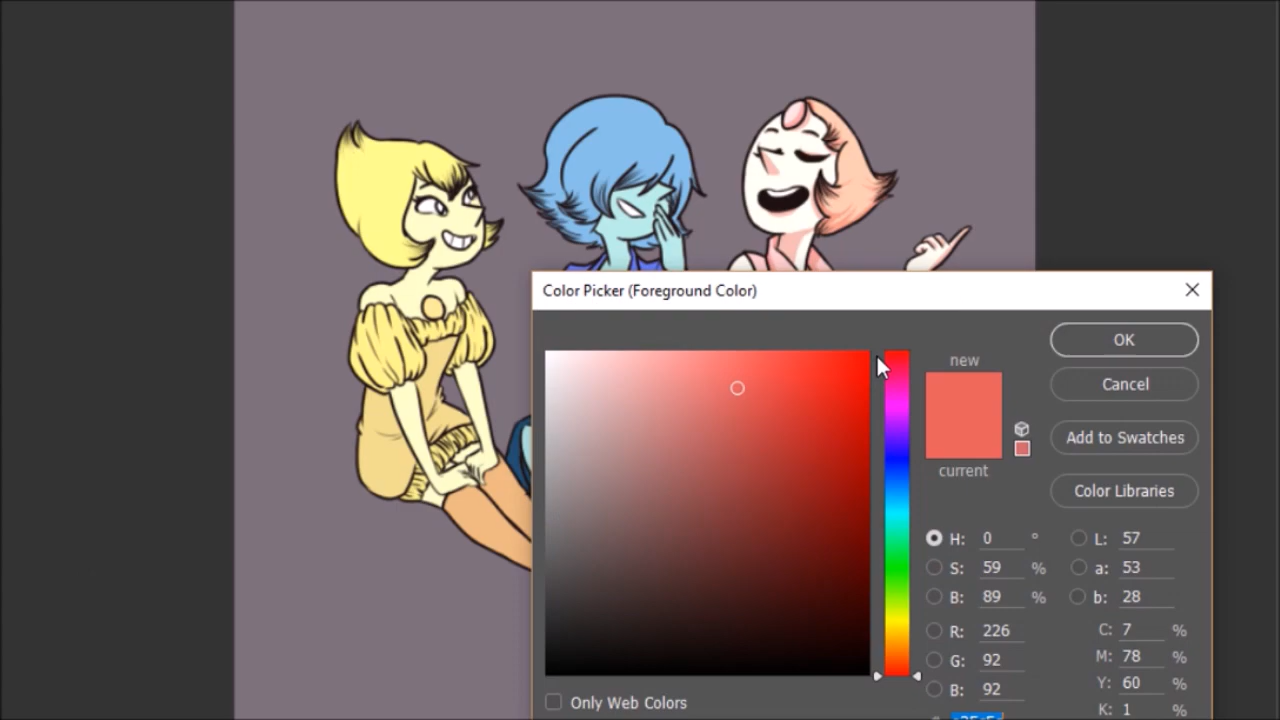 Color Picker (Foreground Color)
OK
new
Cancel
Add to Swatches
current
Color Libraries
H: 0 °
L: 57
S: 59 %
a: 53
B: 89 %
b: 28
R: 226
C: 7 %
G: 92
M: 78 %
B: 92
Y: 60 %
Only Web Colors
K: 1 %